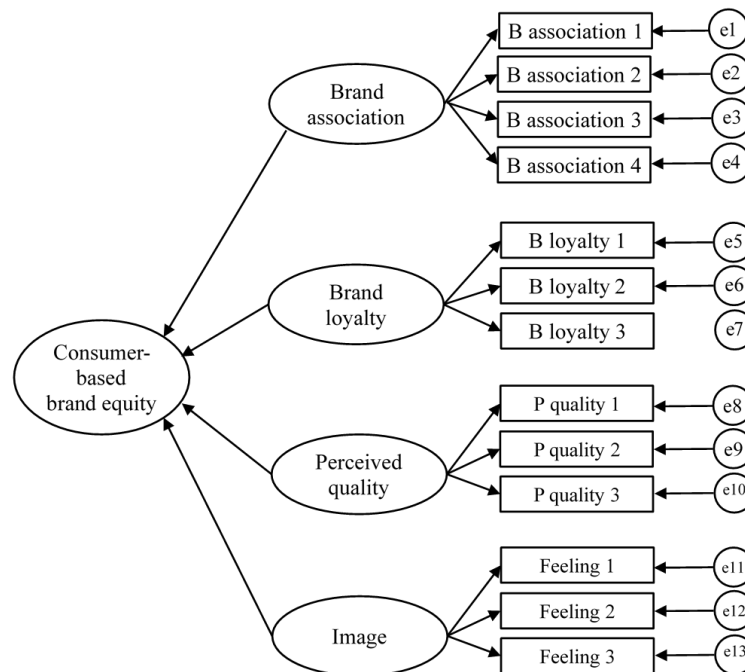 B association 1
e1
B association 2
e2
Brand
association
B association 3
e3
B association 4
e4
B loyalty 1
e5
Brand
loyalty
B loyalty 2
e6
B loyalty 3
e7
Consumer-
based
brand equity
P quality 1
e8
Perceived
quality
P quality 2
e9
P quality 3
e10
Feeling 1
e11
Image
Feeling 2
e12
Feeling 3
e13